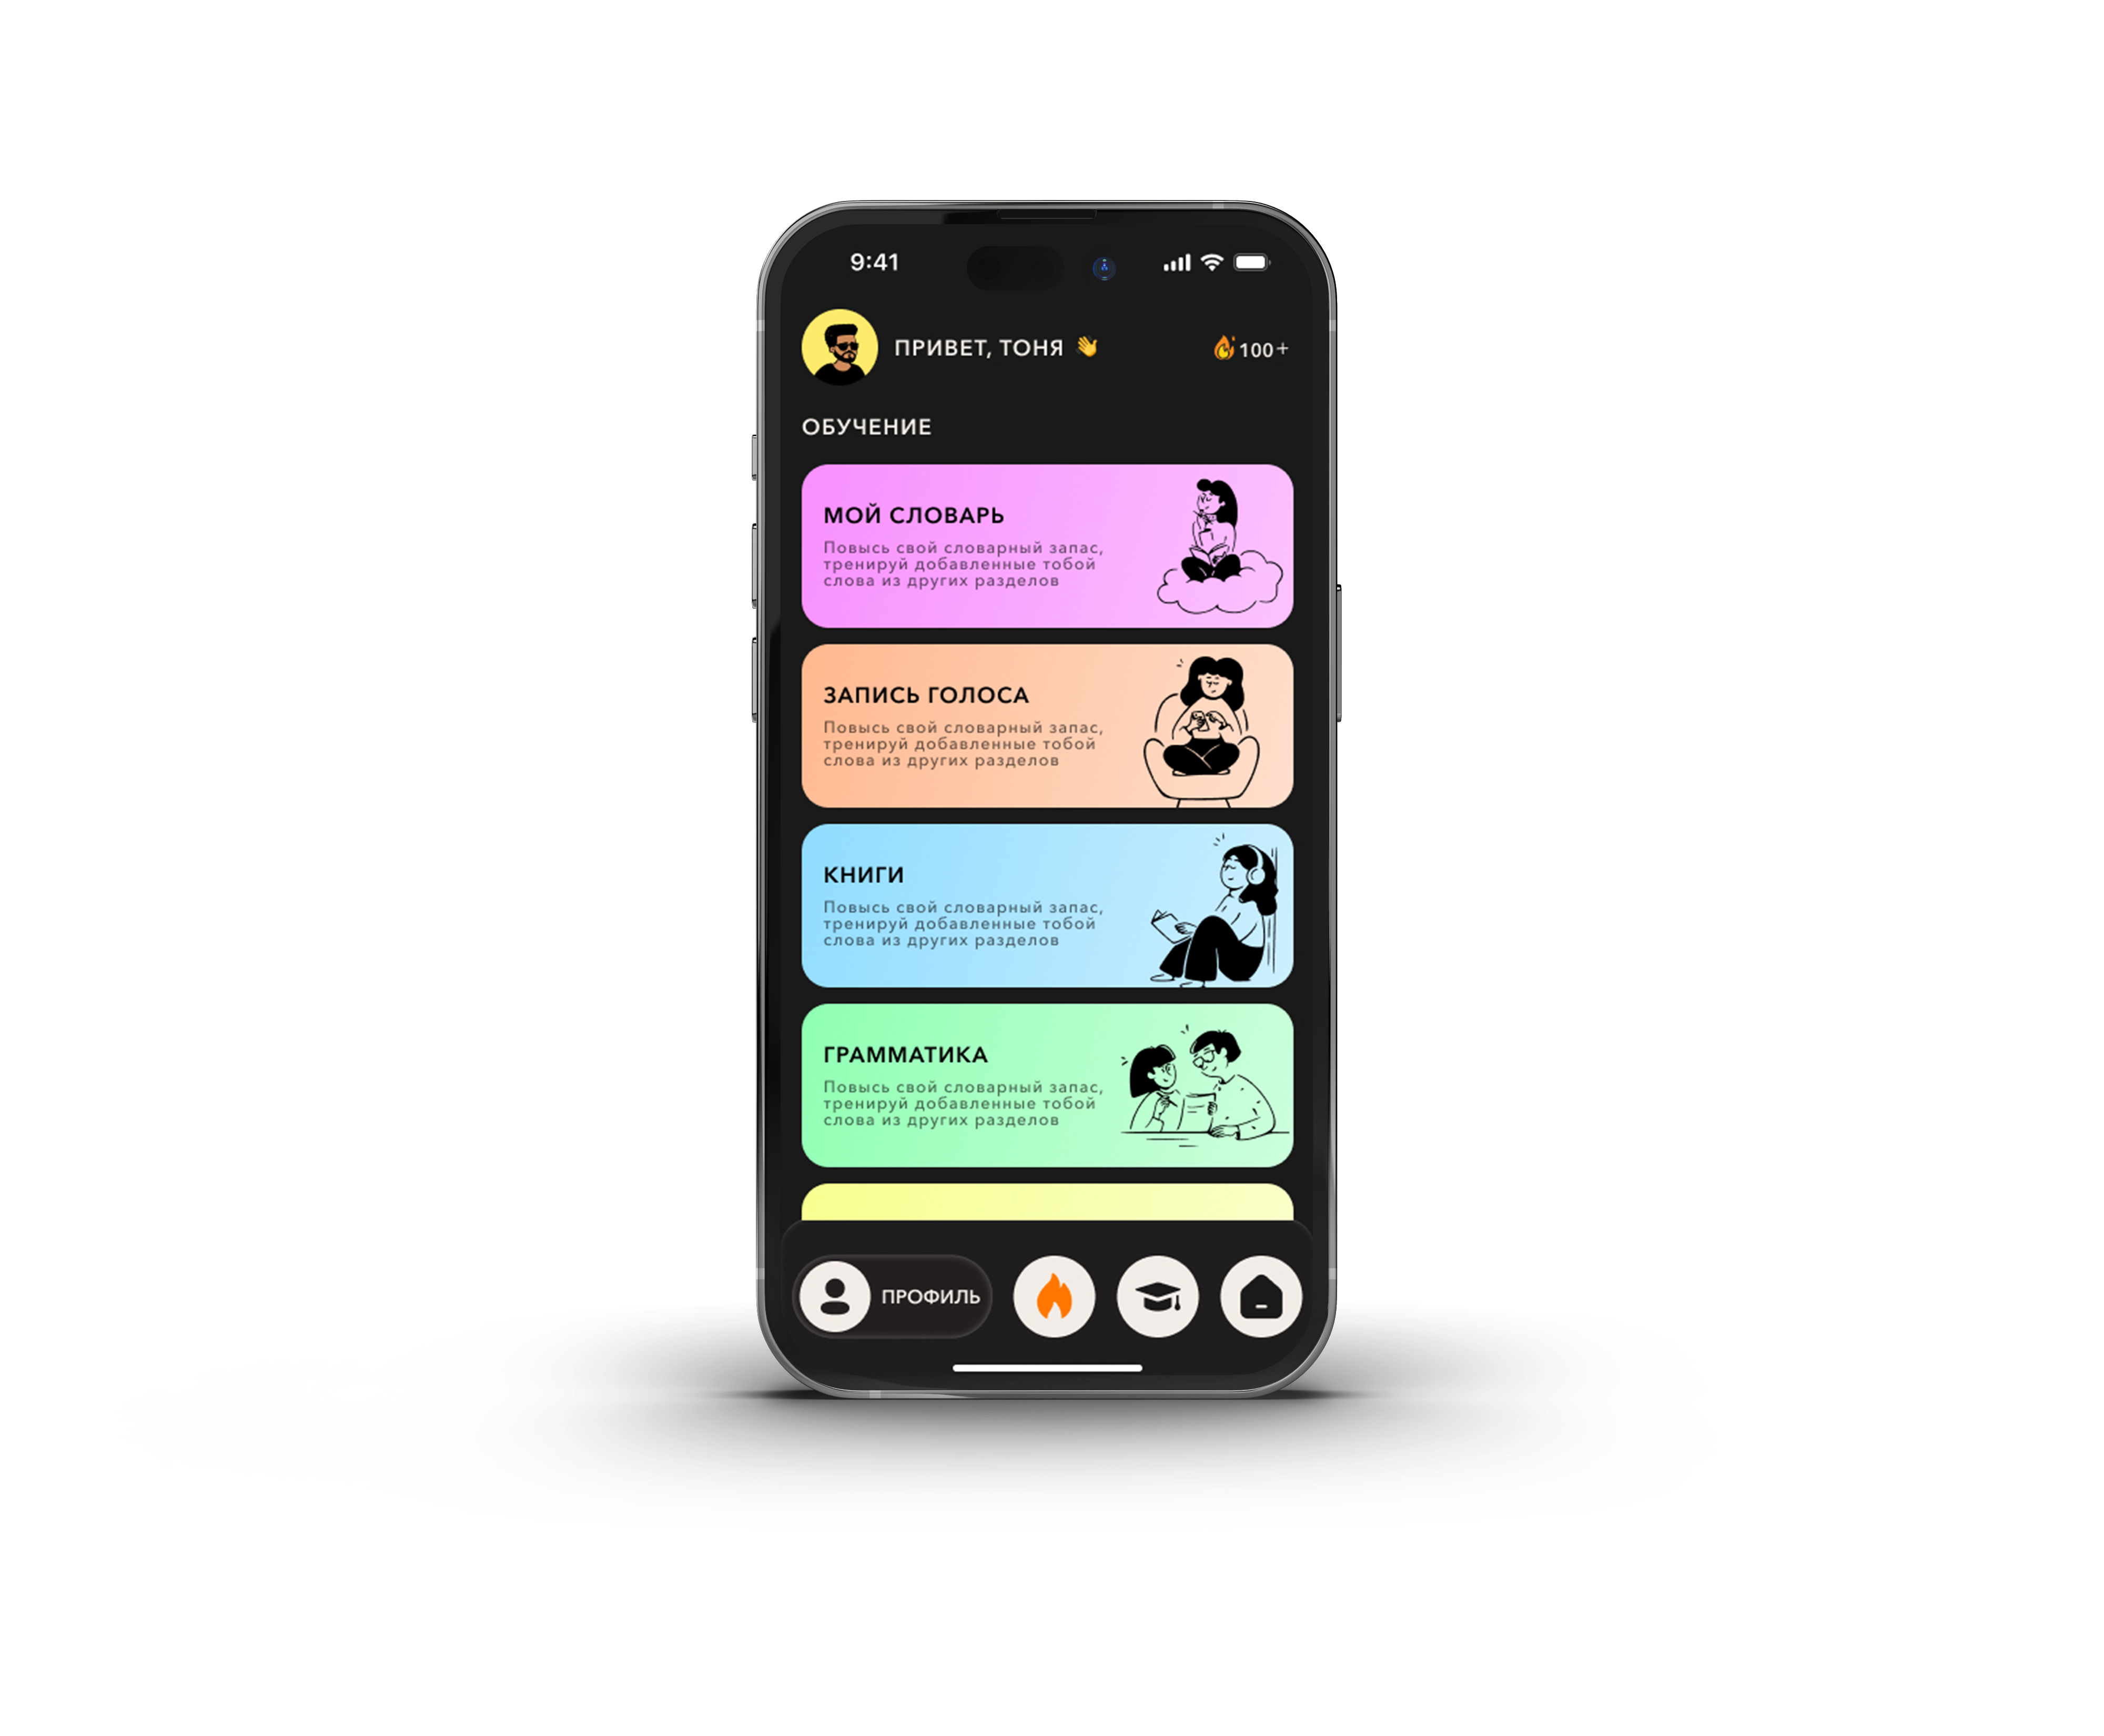 9:41
ПРИВЕТ, ТОНЯ 👋
100+
ОБУЧЕНИЕ
МОЙ СЛОВАРЬ
Повысь свой словарный запас,
тренируй добавленные тобой
слова из других разделов
ЗАПИСЬ ГОЛОСА
Повысь свой словарный запас,
тренируй добавленные тобой
слова из других разделов
КНИГИ
Повысь свой словарный запас,
тренируй добавленные тобой
слова из других разделов
ГРАММАТИКА
Повысь свой словарный запас,
тренируй добавленные тобой
слова из других разделов
ПРОФИЛЬ